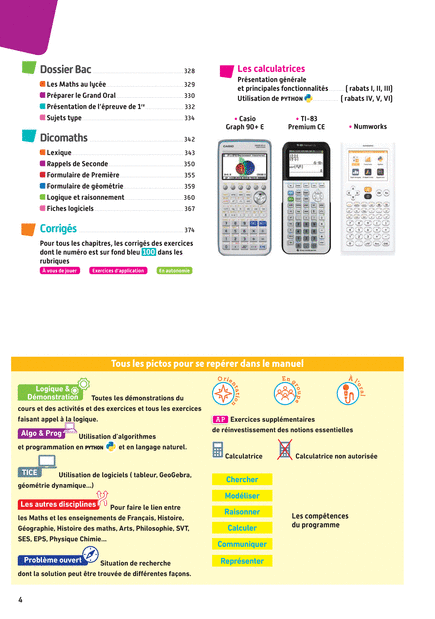 Dossier Bac 328
Les Maths au lycée 329
Préparer le Grand Oral 330
Présentation de l'épreuve de 1re 332
Sujets type 334
Dicomaths 342
Lexique 343
Rappels de Seconde 350
Formulaire de Première 355
Formulaire de géométrie 359
Logique et raisonnement 360
Fiches logiciels 367
Corrigés 374
Pour tous les chapitres, les corrigés des exercices
dont le numéro est sur fond bleu 100 dans les
rubriques
À vous de jouer Exercices d'application En autonomie
Les calculatrices
Présentation générale
et principales fonctionnalités [ rabats I, II, III]
Utilisation de PYTHON [ rabats IV, V, VI]
• Casio
Graph 90+ E
• TI-83
Premium CE
• Numworks
Tous les pictos pour se repérer dans le manuel
Logique &
Démonstration Toutes les démonstrations du
cours et des activités et des exercices et tous les exercices
faisant appel à la logique.
Algo & Prog Utilisation d'algorithmes
et programmation en PYTHON et en langage naturel.
TICE Utilisation de logiciels ( tableur, GeoGebra,
géométrie dynamique...)
Les autres disciplines Pour faire le lien entre
les Maths et les enseignements de Français, Histoire,
Géographie, Histoire des maths, Arts, Philosophie, SVT,
SES, EPS, Physique Chimie...
Problème ouvert Situation de recherche
dont la solution peut être trouvée de différentes façons.
Orientation
En groupe
À l'oral
AP Exercices supplémentaires
de réinvestissement des notions essentielles
Calculatrice
Calculatrice non autorisée
Chercher
Modéliser
Raisonner
Calculer
Communiquer
Représenter
Les compétences
du programme
4